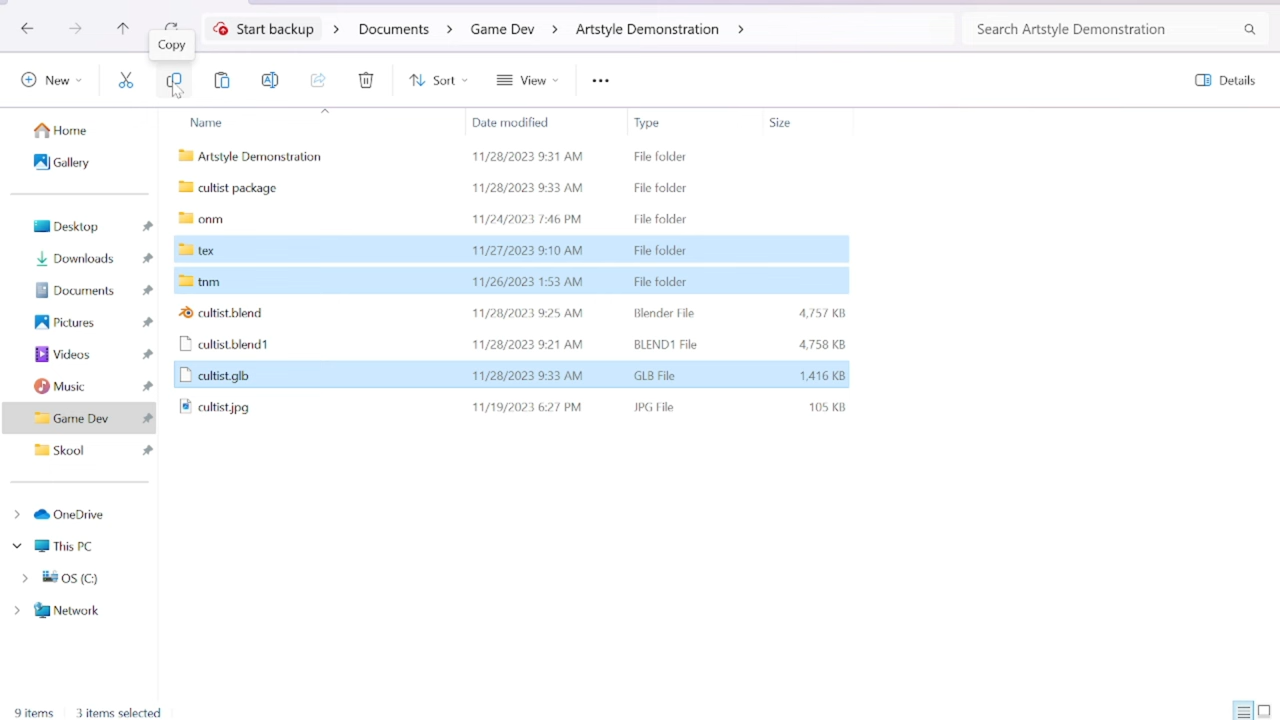 Start backup > Documents > Game Dev > Artstyle Demonstration > Search Artstyle Demonstration
Copy
New Sort View Details
Name Date modified Type Size
Home
Gallery
Desktop
Downloads
Documents
Pictures
Videos
Music
Game Dev
Skool
OneDrive
This PC
OS (C:)
Network
Artstyle Demonstration 11/28/2023 9:31 AM File folder
cultist package 11/28/2023 9:33 AM File folder
onm 11/24/2023 7:46 PM File folder
tex 11/27/2023 9:10 AM File folder
tnm 11/26/2023 1:53 AM File folder
cultist.blend 11/28/2023 9:25 AM Blender File 4,757 KB
cultist.blend1 11/28/2023 9:21 AM BLEND1 File 4,758 KB
cultist.glb 11/28/2023 9:33 AM GLB File 1,416 KB
cultist.jpg 11/19/2023 6:27 PM JPG File 105 KB
9 items 3 items selected